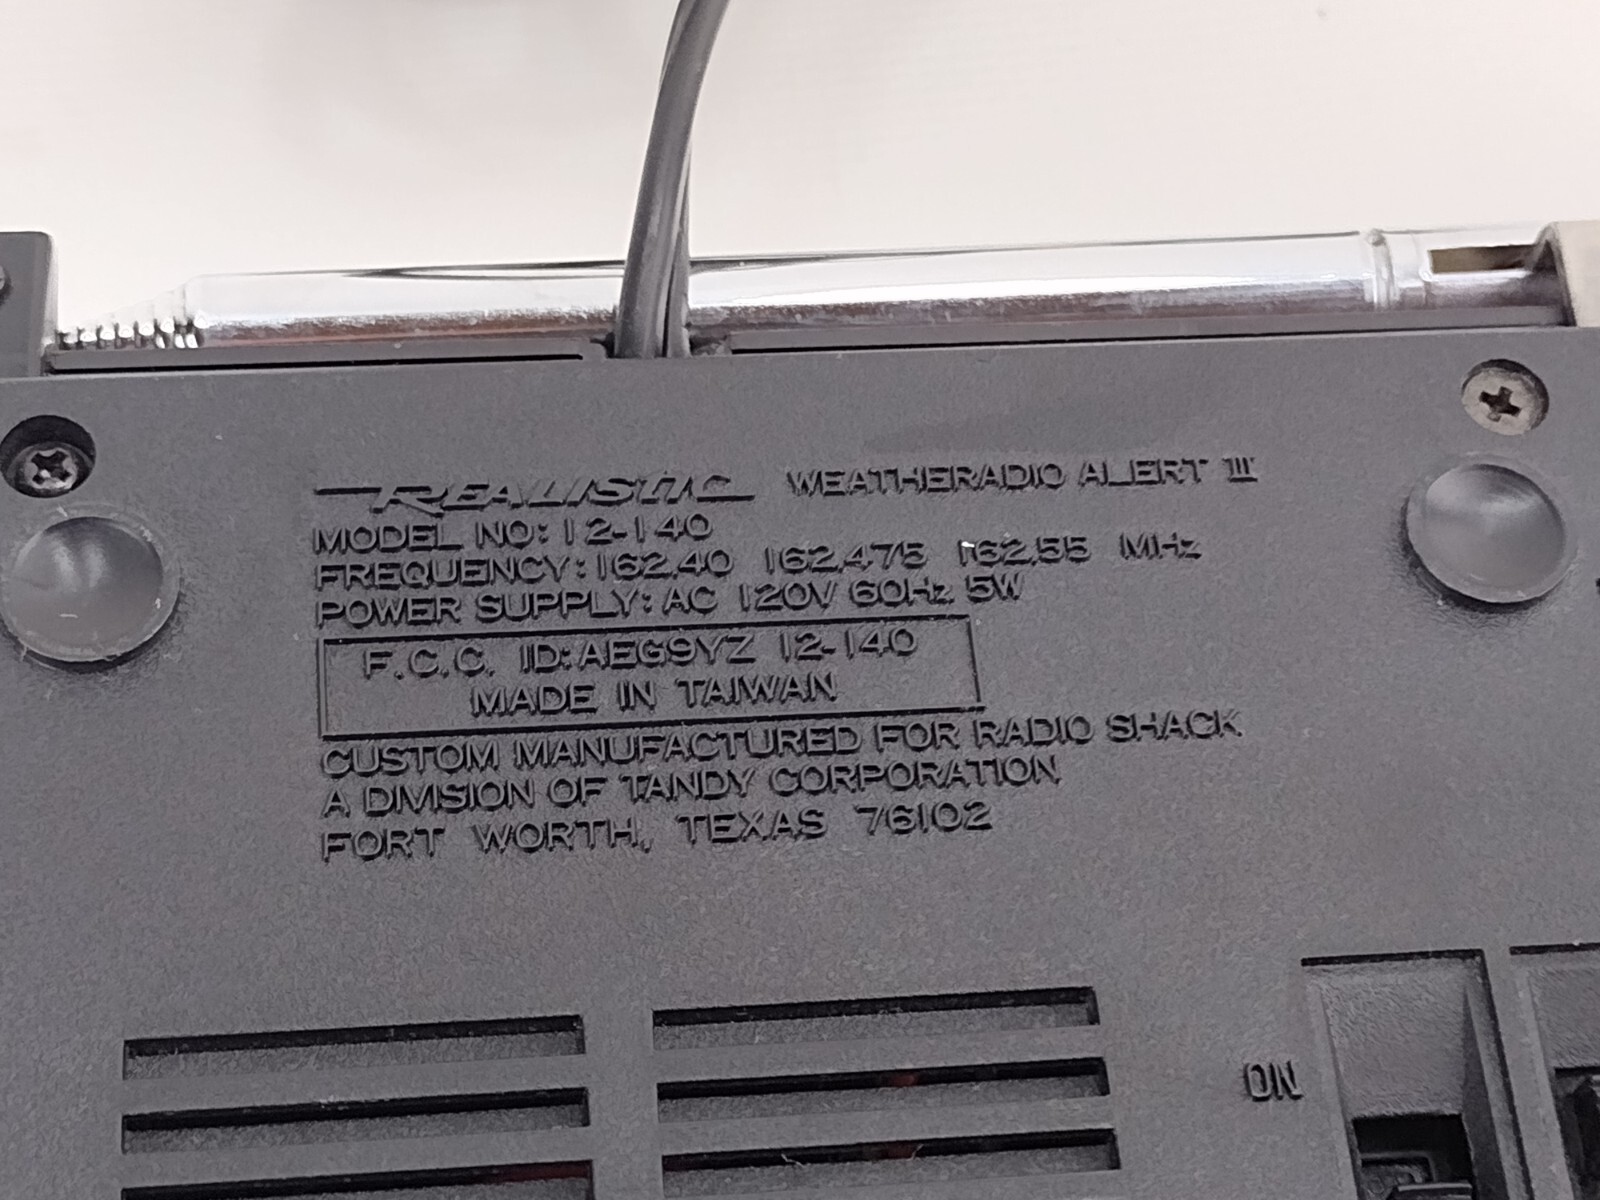 REALISTIC WEATHERADIO ALERT III
MODEL NO: 12-140
FREQUENCY: 162.40 162.475 162.55 MHz
POWER SUPPLY: AC 120V 60Hz 5W
F.C.C. ID: AEG9YZ 12-140
MADE IN TAIWAN
CUSTOM MANUFACTURED FOR RADIO SHACK
A DIVISION OF TANDY CORPORATION
FORT WORTH, TEXAS 76102
ON